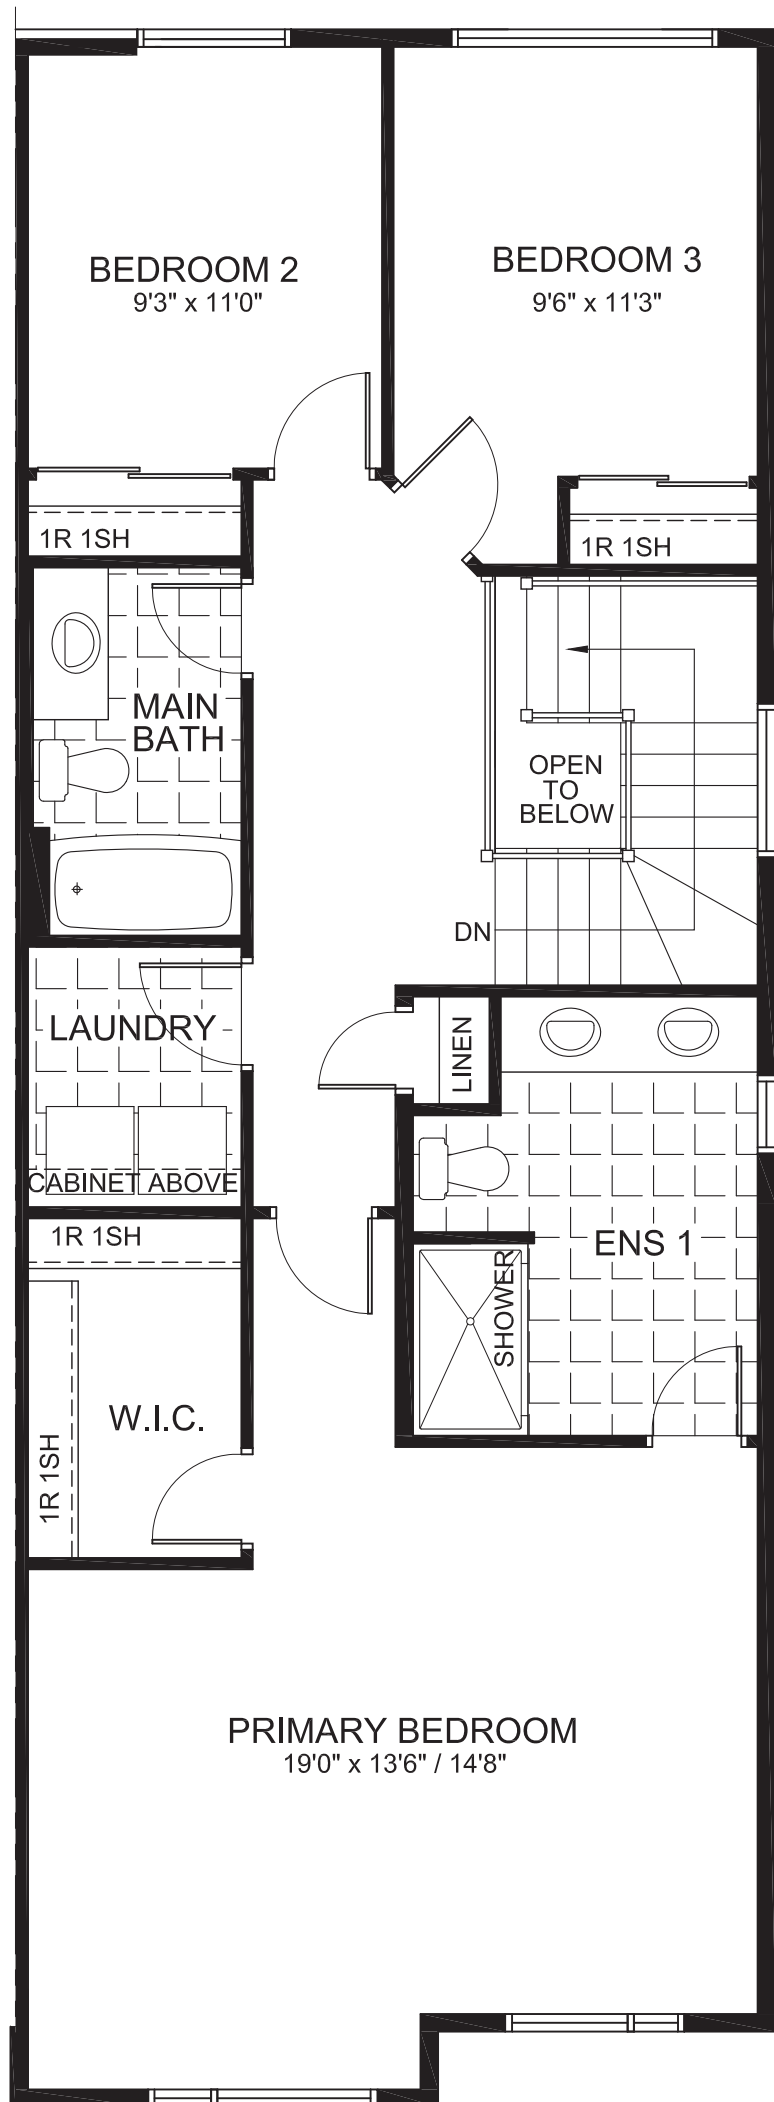 BEDROOM 2
9'3" x 11'0"
BEDROOM 3
9'6" x 11'3"
1R 1SH
1R 1SH
MAIN
BATH
OPEN
TO
BELOW
DN
LAUNDRY
LINEN
CABINET ABOVE
1R 1SH
ENS 1
SHOWER
W.I.C.
1R 1SH
PRIMARY BEDROOM
19'0" x 13'6" / 14'8"